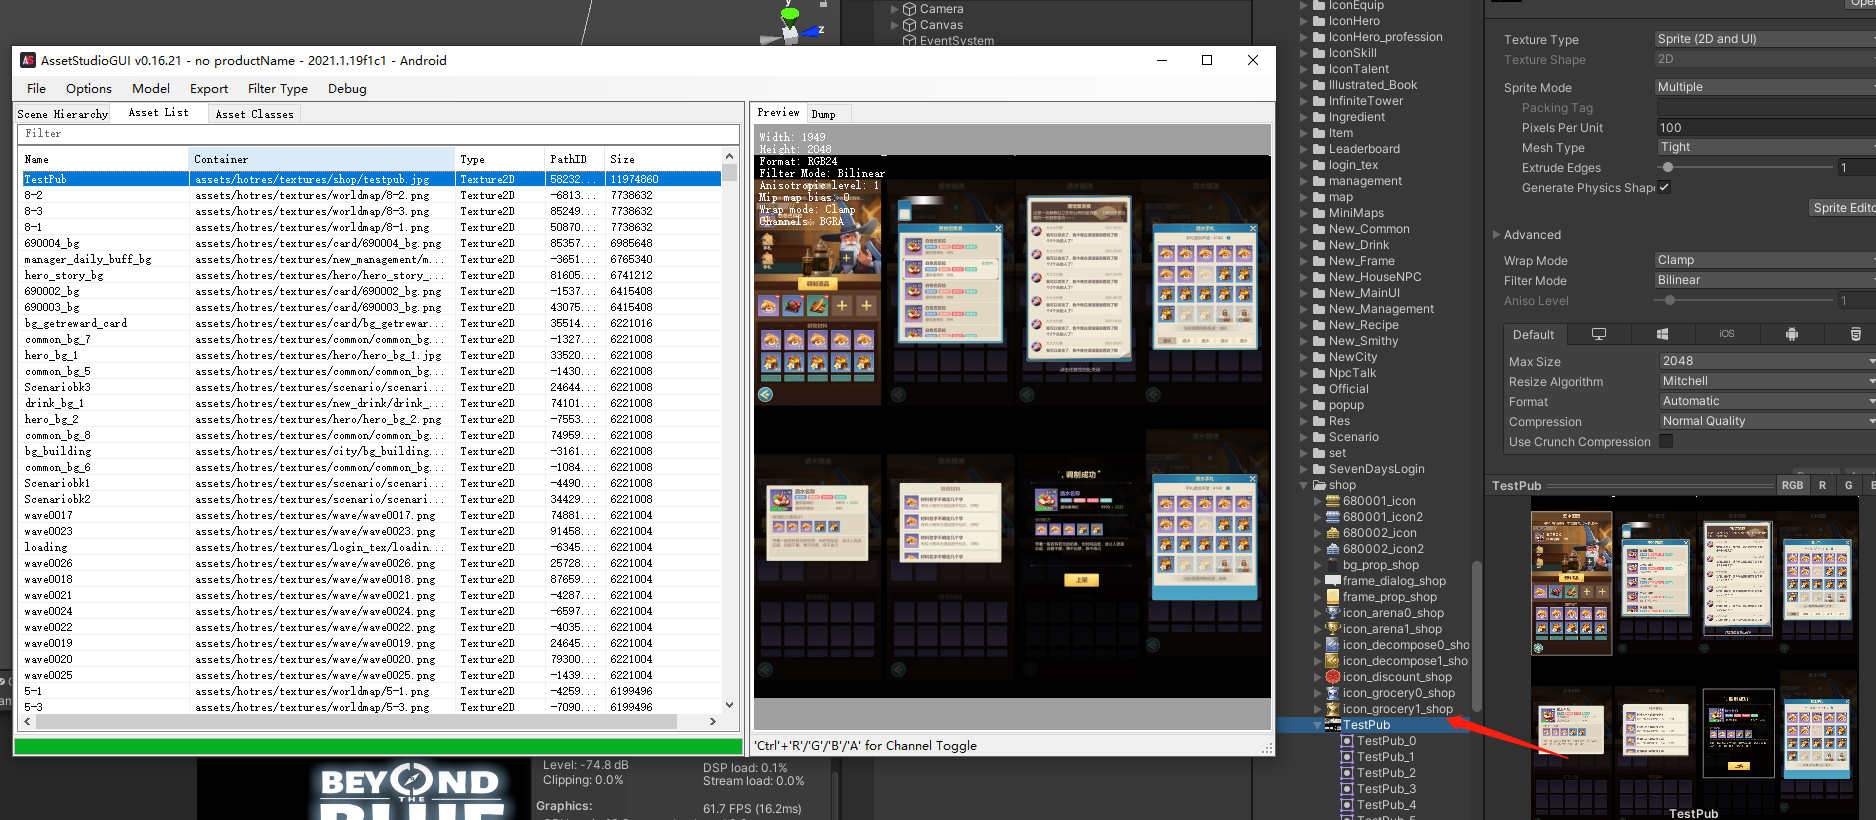 Camera
Canvas
EventSystem
y
z
AssetStudioGUI v0.16.21 - no productName - 2021.1.19f1c1 - Android
File Options Model Export Filter Type Debug
Scene Hierarchy Asset List Asset Classes
Filter
Name Container Type PathID Size
TestPub assets/hotres/textures/shop/testpub.jpg Texture2D 58232... 11974860
8-2 assets/hotres/textures/worldmap/8-2.png Texture2D -6813... 7738632
8-3 assets/hotres/textures/worldmap/8-3.png Texture2D 85249... 7738632
8-1 assets/hotres/textures/worldmap/8-1.png Texture2D 50870... 7738632
690004_bg assets/hotres/textures/card/690004_bg.png Texture2D 85357... 6985648
manager_daily_buff_bg assets/hotres/textures/new_management/m... Texture2D -3651... 6765340
hero_story_bg assets/hotres/textures/hero/hero_story_... Texture2D 81605... 6741212
690002_bg assets/hotres/textures/card/690002_bg.png Texture2D -1537... 6415408
690003_bg assets/hotres/textures/card/690003_bg.png Texture2D 43075... 6415408
bg_getreward_card assets/hotres/textures/card/bg_getrewar... Texture2D 35514... 6221016
common_bg_7 assets/hotres/textures/common/common_bg... Texture2D -1327... 6221008
hero_bg_1 assets/hotres/textures/hero/hero_bg_1.jpg Texture2D 33520... 6221008
common_bg_5 assets/hotres/textures/common/common_bg... Texture2D -1430... 6221008
Scenariobk3 assets/hotres/textures/scenario/scenari... Texture2D 24644... 6221008
drink_bg_1 assets/hotres/textures/new_drink/drink_... Texture2D 74101... 6221008
hero_bg_2 assets/hotres/textures/hero/hero_bg_2.png Texture2D -7553... 6221008
common_bg_8 assets/hotres/textures/common/common_bg... Texture2D 74959... 6221008
bg_building assets/hotres/textures/city/bg_building... Texture2D -3161... 6221008
common_bg_6 assets/hotres/textures/common/common_bg... Texture2D -1084... 6221008
Scenariobk1 assets/hotres/textures/scenario/scenari... Texture2D -4490... 6221008
Scenariobk2 assets/hotres/textures/scenario/scenari... Texture2D 34429... 6221008
wave0017 assets/hotres/textures/wave/wave0017.png Texture2D 74881... 6221004
wave0023 assets/hotres/textures/wave/wave0023.png Texture2D 91458... 6221004
loading assets/hotres/textures/login_tex/loadin... Texture2D -6345... 6221004
wave0026 assets/hotres/textures/wave/wave0026.png Texture2D 25728... 6221004
wave0018 assets/hotres/textures/wave/wave0018.png Texture2D 87659... 6221004
wave0021 assets/hotres/textures/wave/wave0021.png Texture2D -4287... 6221004
wave0024 assets/hotres/textures/wave/wave0024.png Texture2D -6597... 6221004
wave0022 assets/hotres/textures/wave/wave0022.png Texture2D -4035... 6221004
wave0019 assets/hotres/textures/wave/wave0019.png Texture2D 24645... 6221004
wave0020 assets/hotres/textures/wave/wave0020.png Texture2D 79300... 6221004
wave0025 assets/hotres/textures/wave/wave0025.png Texture2D -1439... 6221004
5-1 assets/hotres/textures/worldmap/5-1.png Texture2D -4259... 6199496
5-3 assets/hotres/textures/worldmap/5-3.png Texture2D -7090... 6199496
Preview Dump
Width: 1949
Height: 2048
Format: RGB24
Filter Mode: Bilinear
Anisotropic level: 1
Mip map bias: 0
Wrap mode: Clamp
Channels: BGRA
调制酒品
研究材料
酒水手札
调制成功
酒水名称
上架
'Ctrl'+'R'/'G'/'B'/'A' for Channel Toggle
BEYOND
THE
BLUE
Level: -74.8 dB
Clipping: 0.0%
DSP load: 0.1%
Stream load: 0.0%
Graphics:
61.7 FPS (16.2ms)
IconEquip
IconHero
IconHero_profession
IconSkill
IconTalent
Illustrated_Book
InfiniteTower
Ingredient
Item
Leaderboard
login_tex
management
map
MiniMaps
New_Common
New_Drink
New_Frame
New_HouseNPC
New_MainUI
New_Management
New_Recipe
New_Smithy
NewCity
NpcTalk
Official
popup
Res
Scenario
set
SevenDaysLogin
shop
680001_icon
680001_icon2
680002_icon
680002_icon2
bg_prop_shop
frame_dialog_shop
frame_prop_shop
icon_arena0_shop
icon_arena1_shop
icon_decompose0_sho
icon_decompose1_sho
icon_discount_shop
icon_grocery0_shop
icon_grocery1_shop
TestPub
TestPub_0
TestPub_1
TestPub_2
TestPub_3
TestPub_4
Texture Type Sprite (2D and UI)
Texture Shape 2D
Sprite Mode Multiple
Packing Tag
Pixels Per Unit 100
Mesh Type Tight
Extrude Edges 1
Generate Physics Shape
Sprite Edito
Advanced
Wrap Mode Clamp
Filter Mode Bilinear
Aniso Level 1
Default iOS
Max Size 2048
Resize Algorithm Mitchell
Format Automatic
Compression Normal Quality
Use Crunch Compression
TestPub RGB R G B
TestPub